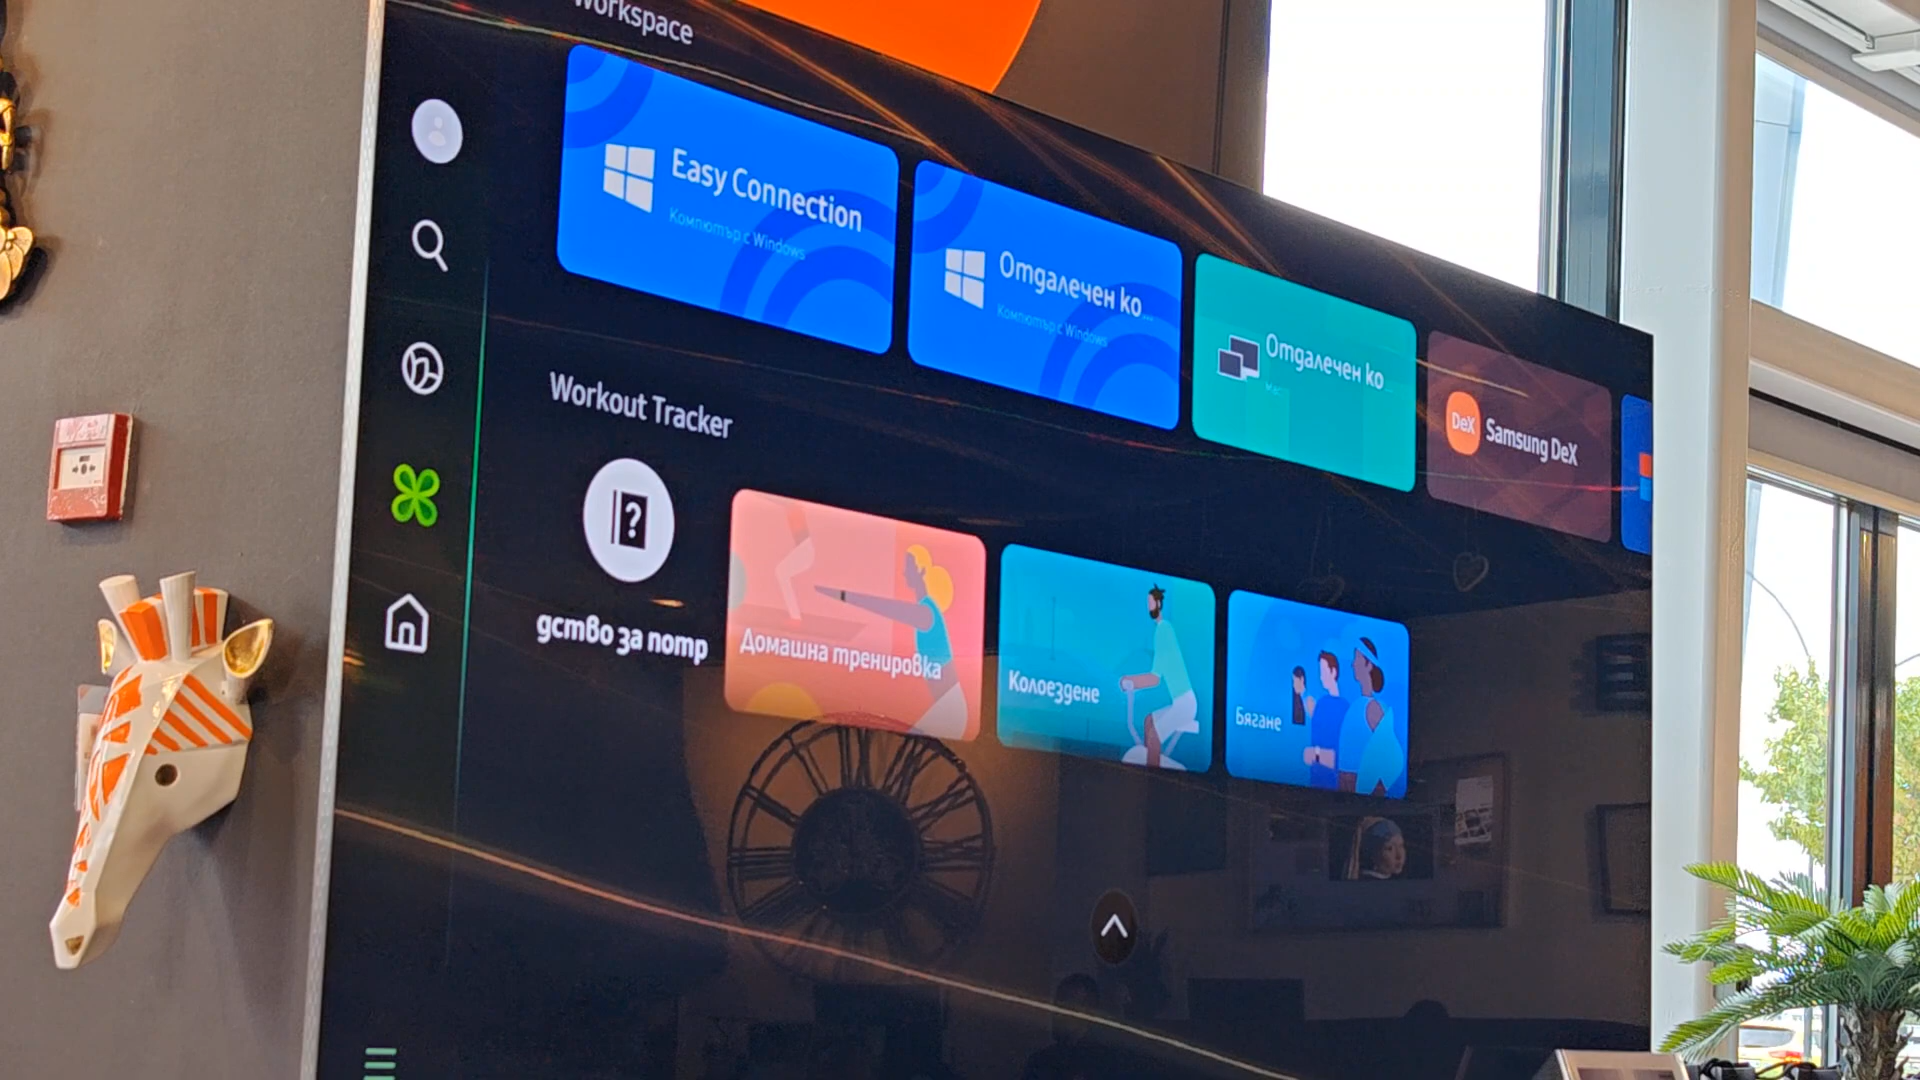 Workspace
Easy Connection
Компютър с Windows
Отдалечен ко...
Компютър с Windows
Отдалечен ко...
Mac
DeX
Samsung DeX
Workout Tracker
дство за потр
Домашна тренировка
Колоездене
Бягане